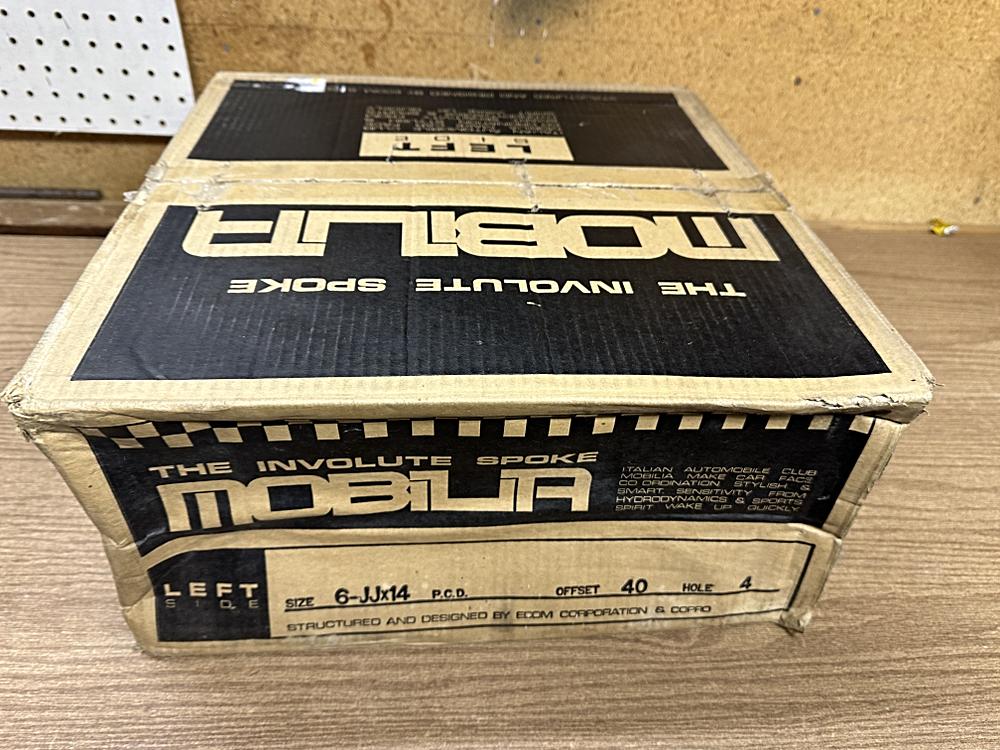 LEFT
SIDE
MOBILIA
THE INVOLUTE SPOKE
THE INVOLUTE SPOKE
MOBILIA
ITALIAN AUTOMOBILE CLUB
MOBILIA MAKE CAR FACE
CO ORDINATION STYLISH &
SMART. SENSITIVITY FROM
HYDRODYNAMICS & SPORTS
SPIRIT WAKE UP QUICKLY.
LEFT
SIDE
SIZE 6-JJx14 P.C.D. OFFSET 40 HOLE 4
STRUCTURED AND DESIGNED BY ECOM CORPORATION & COPRO